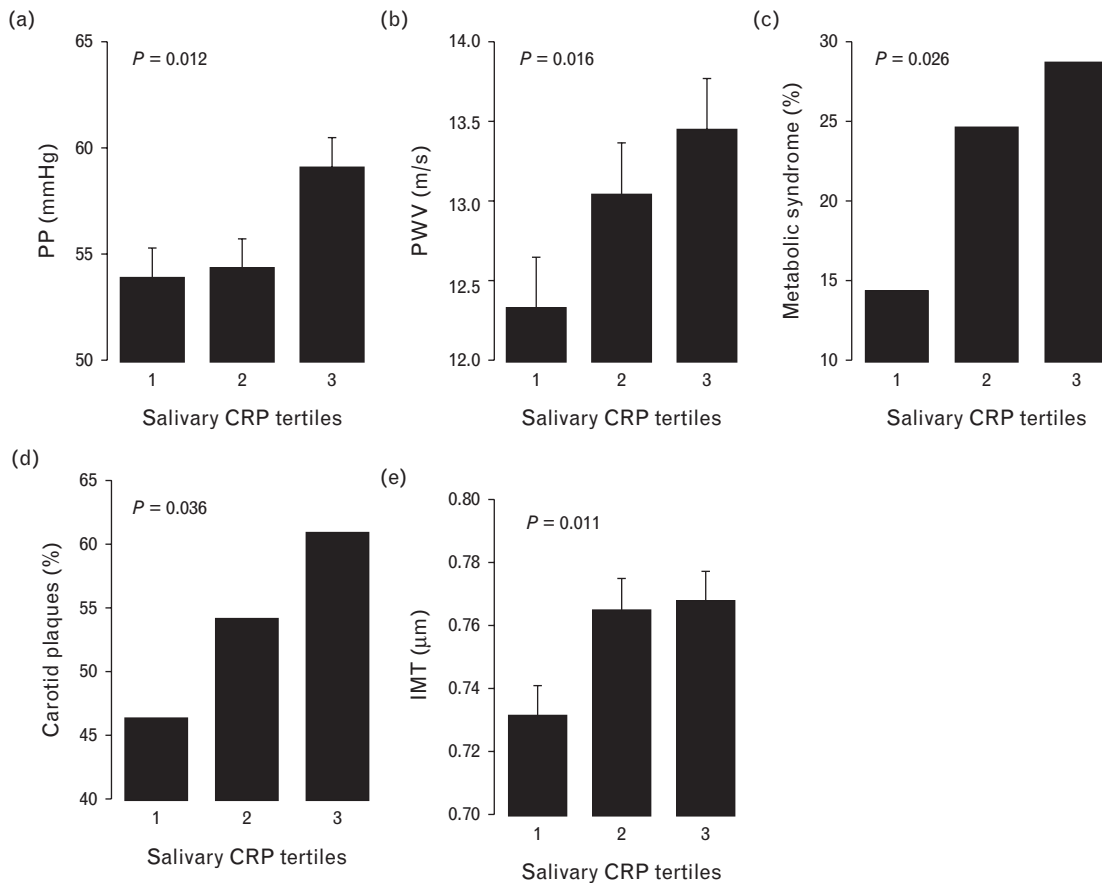 (a)
65
60
55
50
PP (mmHg)
P = 0.012
1 2 3
Salivary CRP tertiles
(b)
14.0
13.5
13.0
12.5
12.0
PWV (m/s)
P = 0.016
1 2 3
Salivary CRP tertiles
(c)
30
25
29
15
10
Metabolic syndrome (%)
P = 0.026
1 2 3
Salivary CRP tertiles
(d)
65
60
55
50
45
40
Carotid plaques (%)
P = 0.036
1 2 3
Salivary CRP tertiles
(e)
0.80
0.78
0.76
0.74
0.72
0.70
IMT (μm)
P = 0.011
1 2 3
Salivary CRP tertiles